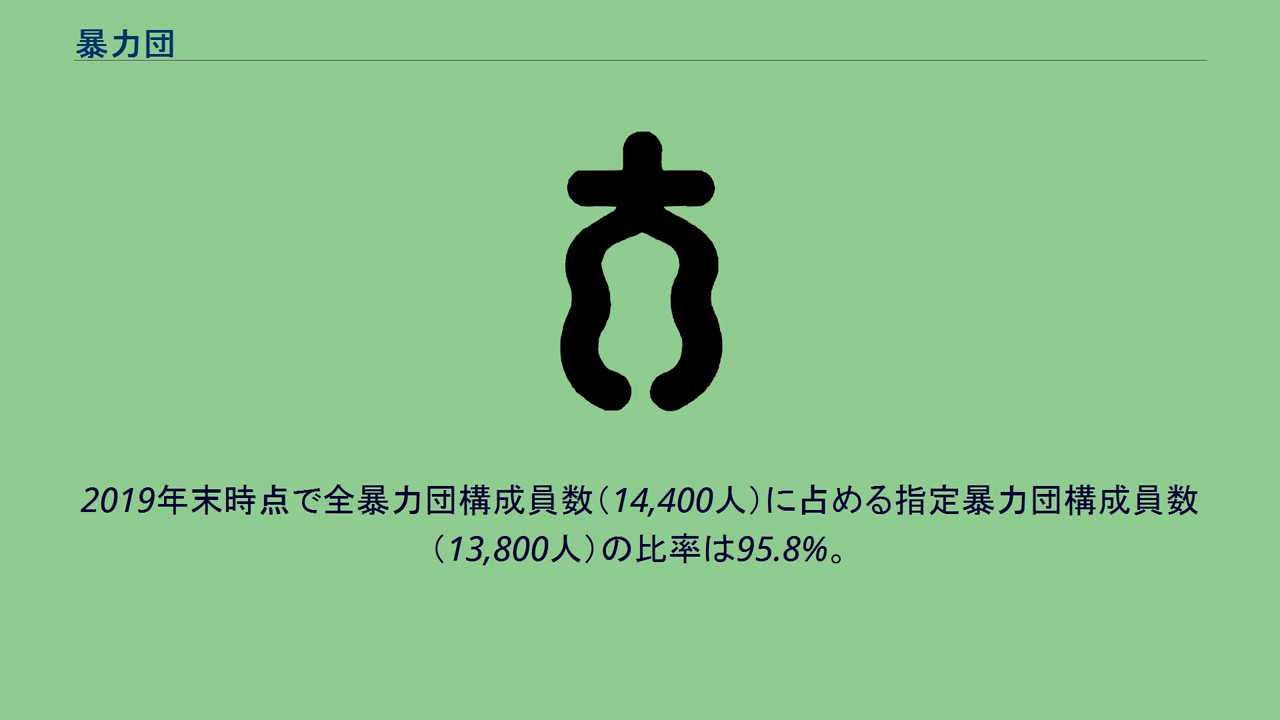 暴力団
2019年末時点で全暴力団構成員数（14,400人）に占める指定暴力団構成員数
（13,800人）の比率は95.8%。